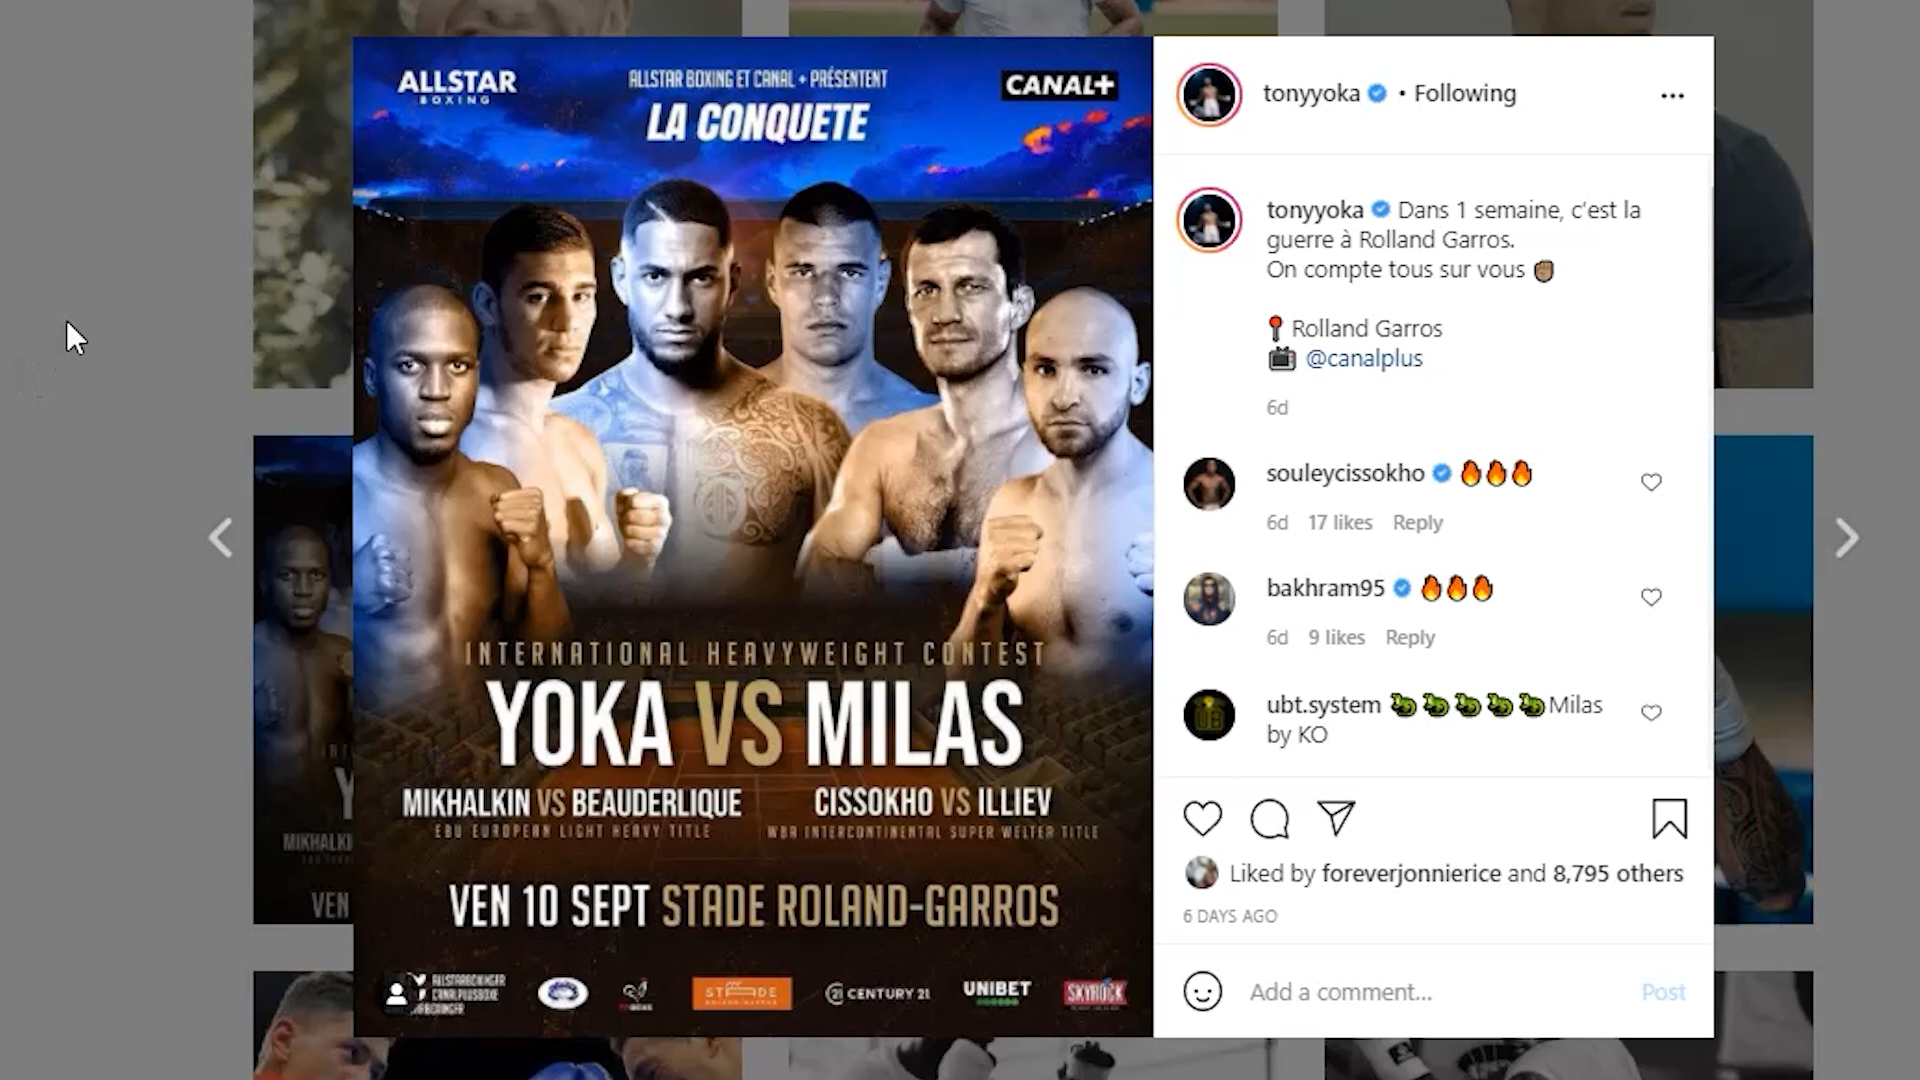 ALLSTAR
BOXING
ALLSTAR BOXING ET CANAL + PRÉSENTENT
LA CONQUETE
CANAL+
INTERNATIONAL HEAVYWEIGHT CONTEST
YOKA VS MILAS
MIKHALKIN VS BEAUDERLIQUE
EBU EUROPEAN LIGHT HEAVY TITLE
CISSOKHO VS ILLIEV
WBA INTERCONTINENTAL SUPER WELTER TITLE
VEN 10 SEPT STADE ROLAND-GARROS
ALLSTARBOXINGFR
CANALPLUSBOXE
CENTURY 21
UNIBET
SKYROCK
MIKHALKI
VEN
tonyyoka • Following
tonyyoka Dans 1 semaine, c'est la
guerre à Rolland Garros.
On compte tous sur vous ✊🏽
📍 Rolland Garros
📺 @canalplus
6d
souleycissokho 🔥🔥🔥
6d 17 likes Reply
bakhram95 🔥🔥🔥
6d 9 likes Reply
ubt.system 🐉🐉🐉🐉🐉Milas
by KO
Liked by foreverjonnierice and 8,795 others
6 DAYS AGO
Add a comment...
Post